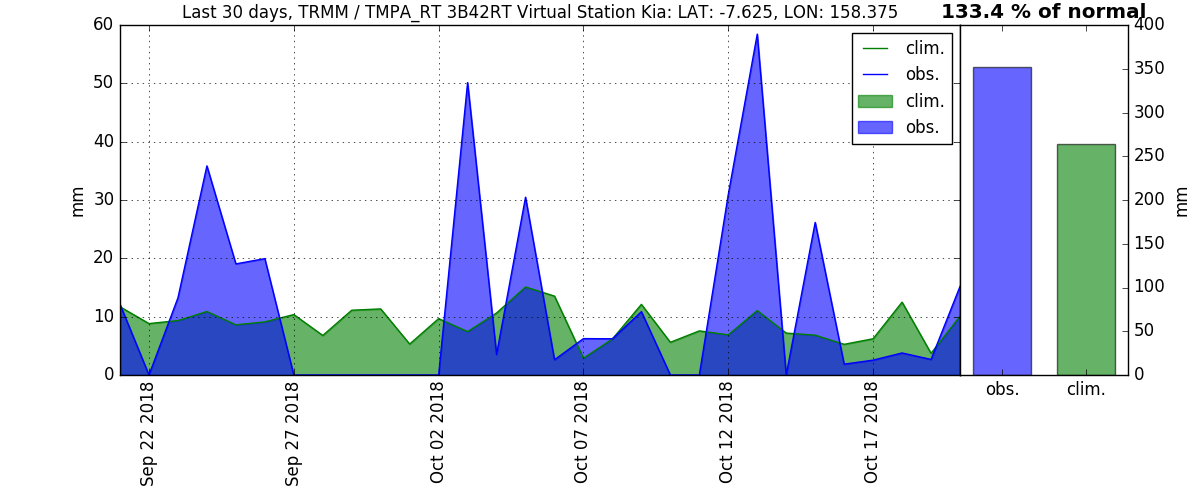 Last 30 days, TRMM / TMPA_RT 3B42RT Virtual Station Kia: LAT: -7.625, LON: 158.375
133.4 % of normal
60
50
40
30
20
10
0
mm
clim.
obs.
clim.
obs.
Sep 22 2018
Sep 27 2018
Oct 02 2018
Oct 07 2018
Oct 12 2018
Oct 17 2018
400
350
300
250
200
150
100
50
0
mm
obs.
clim.